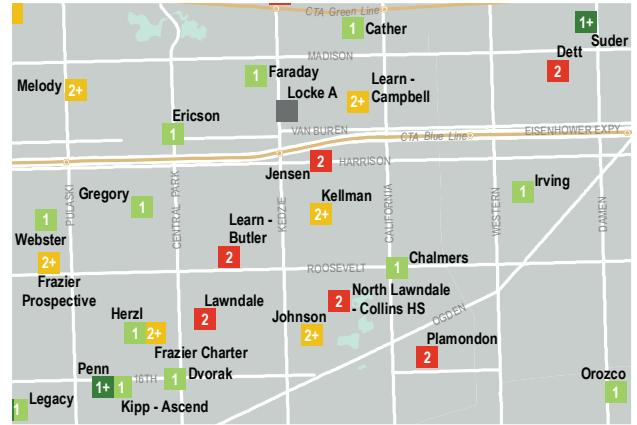 CTA Green Line
Cather
1
1+
Suder
MADISON
Dett
2
Faraday
1
Melody
2+
Learn -
Campbell
2+
Locke A
Ericson
1
VAN BUREN
CTA Blue Line
EISENHOWER EXPY
HARRISON
2
Jensen
PULASKI
CENTRAL PARK
KEDZIE
CALIFORNIA
WESTERN
DAMEN
Irving
1
Gregory
1
Kellman
2+
1
Webster
Learn -
Butler
2
2+
Frazier
Prospective
ROOSEVELT
Chalmers
1
North Lawndale
- Collins HS
2
OGDEN
Lawndale
2
Herzl
1
2+
Frazier Charter
Johnson
2+
Plamondon
2
Penn
1+
1
16TH
1
Dvorak
Kipp - Ascend
Orozco
1
Legacy
1